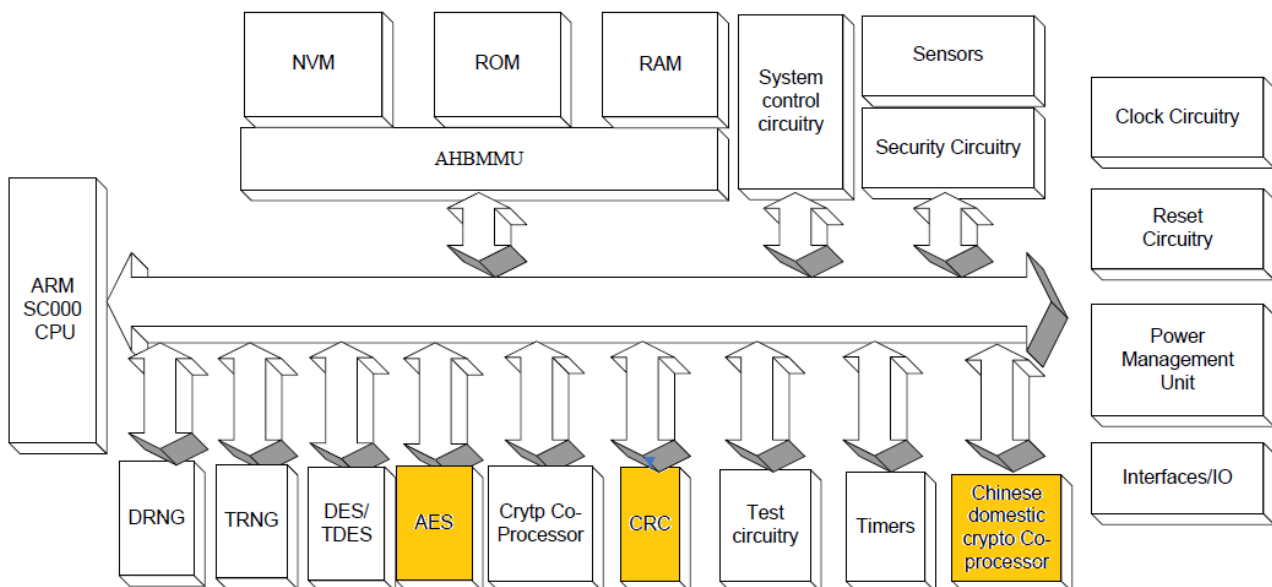 NVM
ROM
RAM
System
control
circuitry
Sensors
Security Circuitry
AHBMMU
Clock Circuitry
Reset
Circuitry
Power
Management
Unit
Interfaces/IO
ARM
SC000
CPU
DRNG
TRNG
DES/
TDES
AES
Crytp Co-
Processor
CRC
Test
circuitry
Timers
Chinese
domestic
crypto Co-
processor